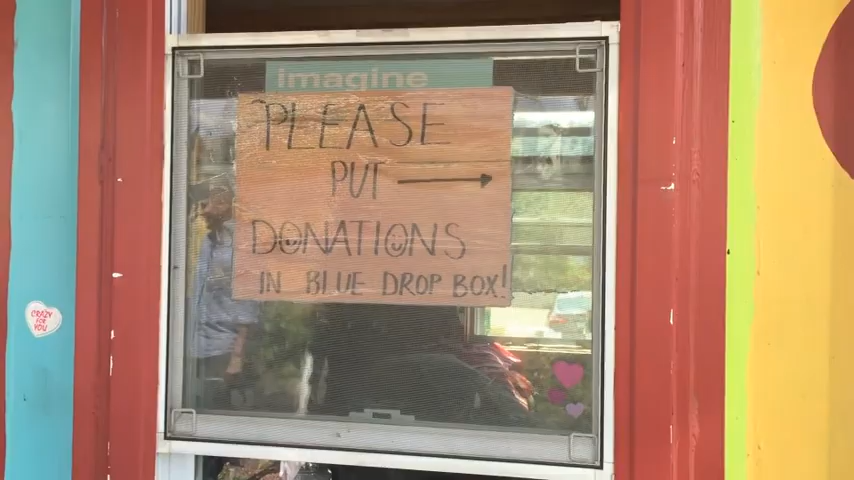 imagine
PLEASE
PUT →
DONATIONS
IN BLUE DROP BOX!
CRAZY
FOR
YOU